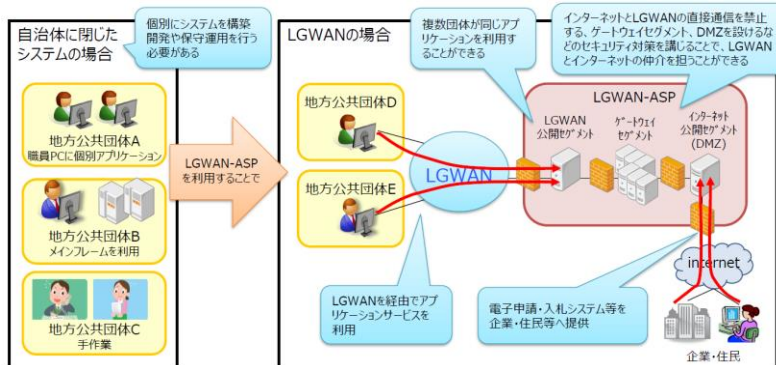 自治体に閉じた
システムの場合
個別にシステムを構築
開発や保守運用を行う
必要がある
地方公共団体A
職員PCに個別アプリケーション
地方公共団体B
メインフレームを利用
地方公共団体C
手作業
LGWAN-ASP
を利用することで
LGWANの場合
複数団体が同じアプ
リケーションを利用す
ることができる
インターネットとLGWANの直接通信を禁止
する、ゲートウェイセグメント、DMZを設けるな
どのセキュリティ対策を講じることで、LGWAN
とインターネットの仲介を担うことができる
地方公共団体D
地方公共団体E
LGWAN
LGWAN-ASP
LGWAN
公開セグメント
ゲートウェイ
セグメント
インターネット
公開セグメント
(DMZ)
LGWANを経由でアプ
リケーションサービスを
利用
電子申請・入札システム等を
企業・住民等へ提供
internet
企業・住民